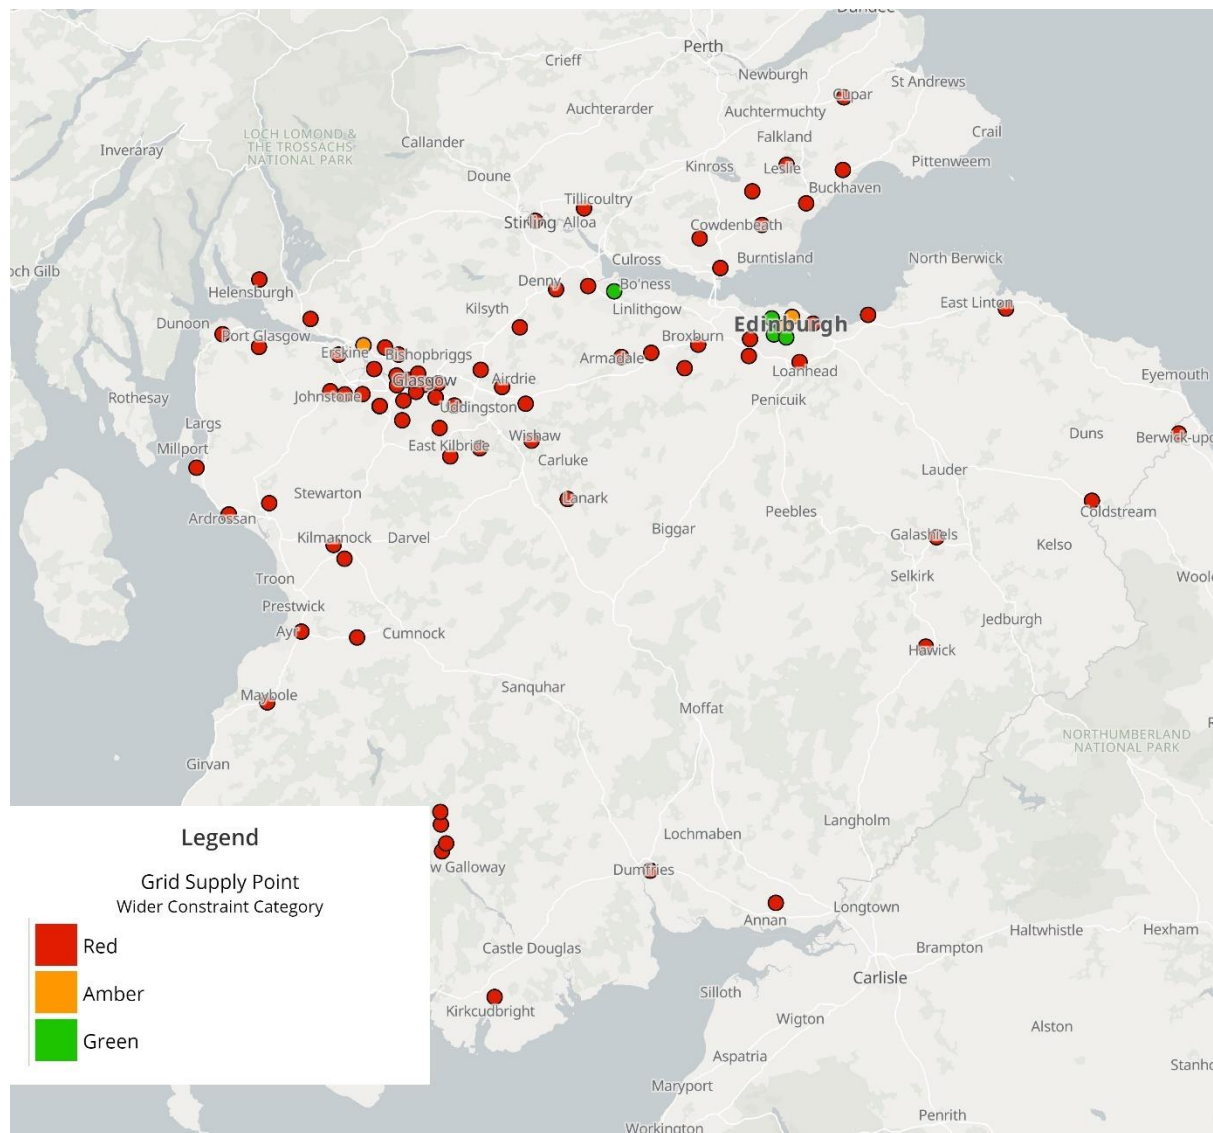 Dundee
Perth
Crieff
Newburgh
St Andrews
Cupar
Auchterarder
Auchtermuchty
Falkland
Crail
LOCH LOMOND &
THE TROSSACHS
NATIONAL PARK
Callander
Inveraray
Kinross
Leslie
Pittenweem
Doune
Buckhaven
Tillicoultry
Stirling
Alloa
Cowdenbeath
och Gilb
Culross
Burntisland
North Berwick
Denny
Bo'ness
Helensburgh
Kilsyth
Linlithgow
East Linton
Dunoon
Port Glasgow
Edinburgh
Broxburn
Erskine
Bishopbriggs
Armadale
Loanhead
Glasgow
Airdrie
Eyemouth
Rothesay
Johnstone
Uddingston
Penicuik
Largs
Millport
East Kilbride
Wishaw
Duns
Berwick-upo
Carluke
Lauder
Stewarton
Lanark
Ardrossan
Peebles
Coldstream
Kilmarnock
Darvel
Biggar
Galashiels
Kelso
Troon
Selkirk
Wool
Prestwick
Jedburgh
Ayr
Cumnock
Hawick
Maybole
Sanquhar
Moffat
NORTHUMBERLAND
NATIONAL PARK
R
Girvan
Langholm
Lochmaben
w Galloway
Dumfries
Longtown
Annan
Haltwhistle
Hexham
Castle Douglas
Brampton
Carlisle
Silloth
Kirkcudbright
Wigton
Alston
Aspatria
Stanho
Maryport
Penrith
Workington
Legend
Grid Supply Point
Wider Constraint Category
Red
Amber
Green